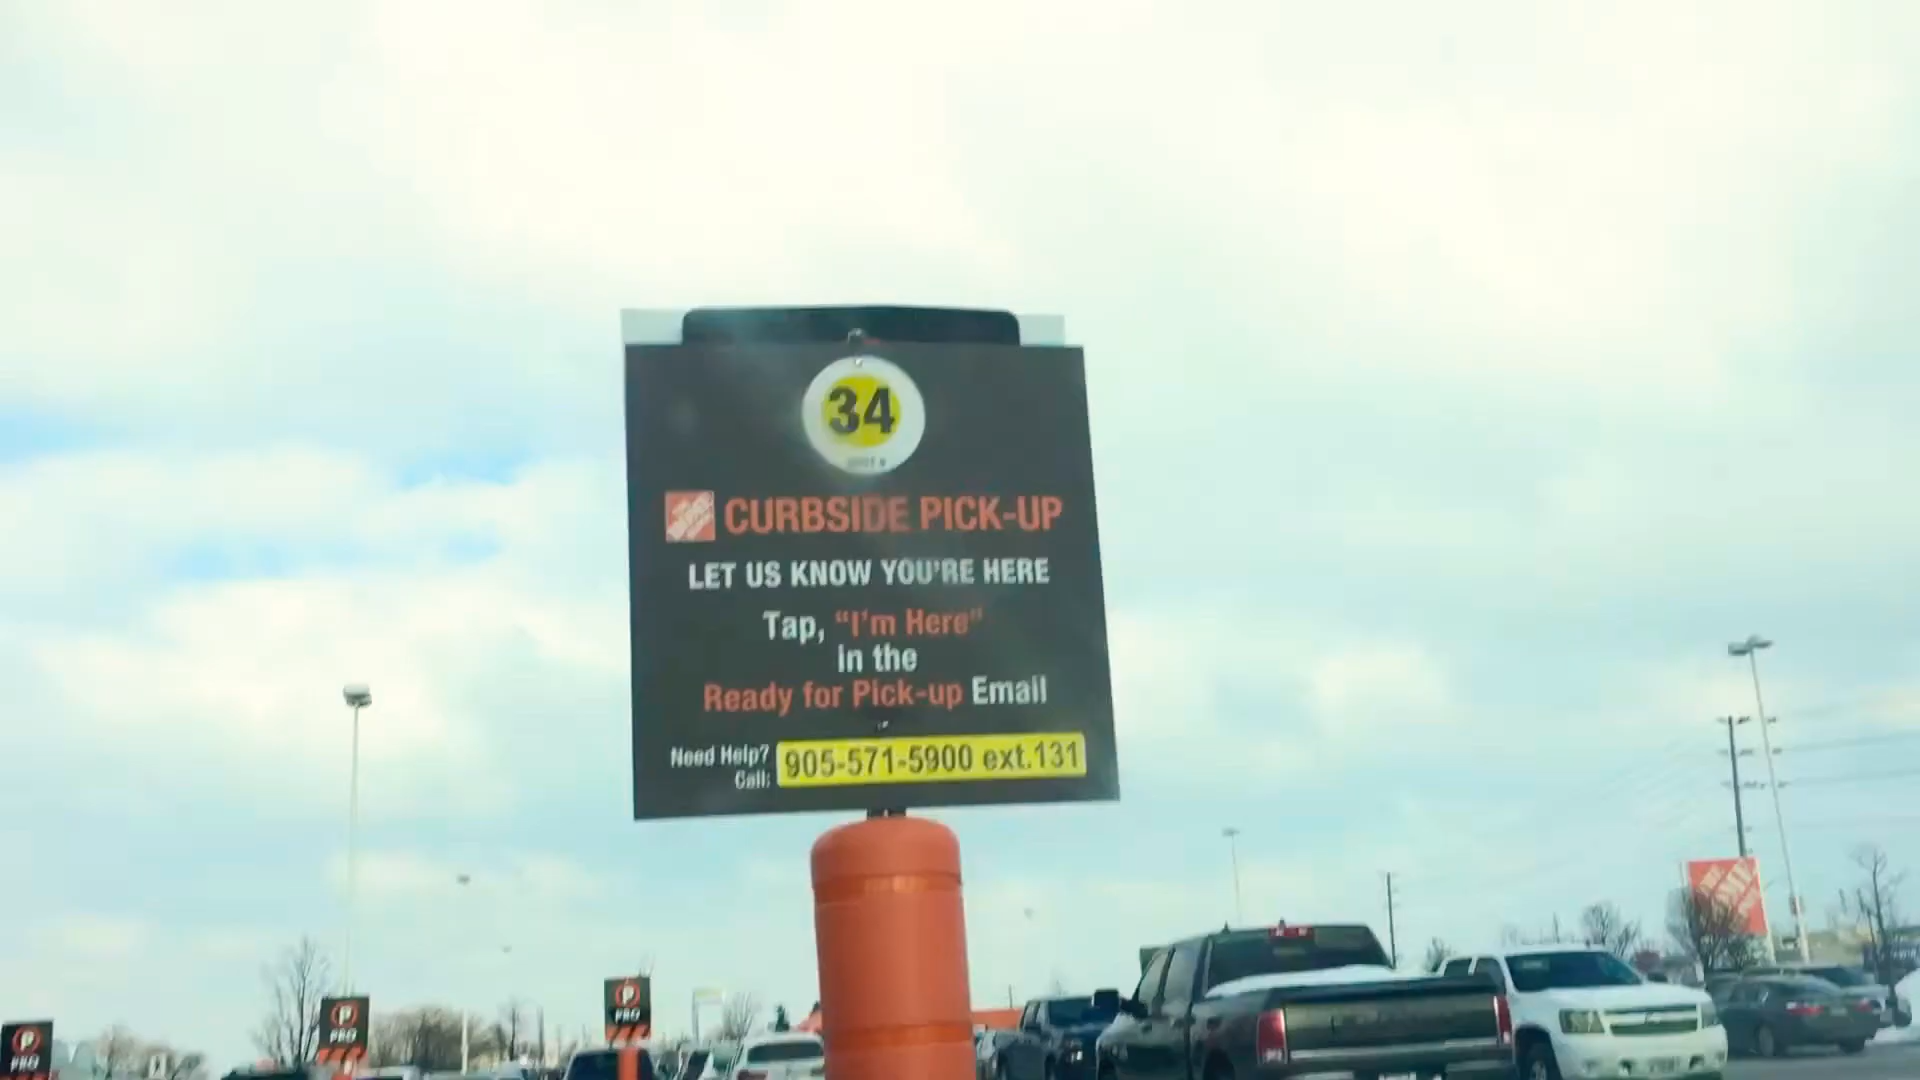 34
CURBSIDE PICK-UP
LET US KNOW YOU'RE HERE
Tap, "I'm Here"
in the
Ready for Pick-up Email
Need Help?
Call:
905-571-5900 ext.131
PRO
PRO
PRO